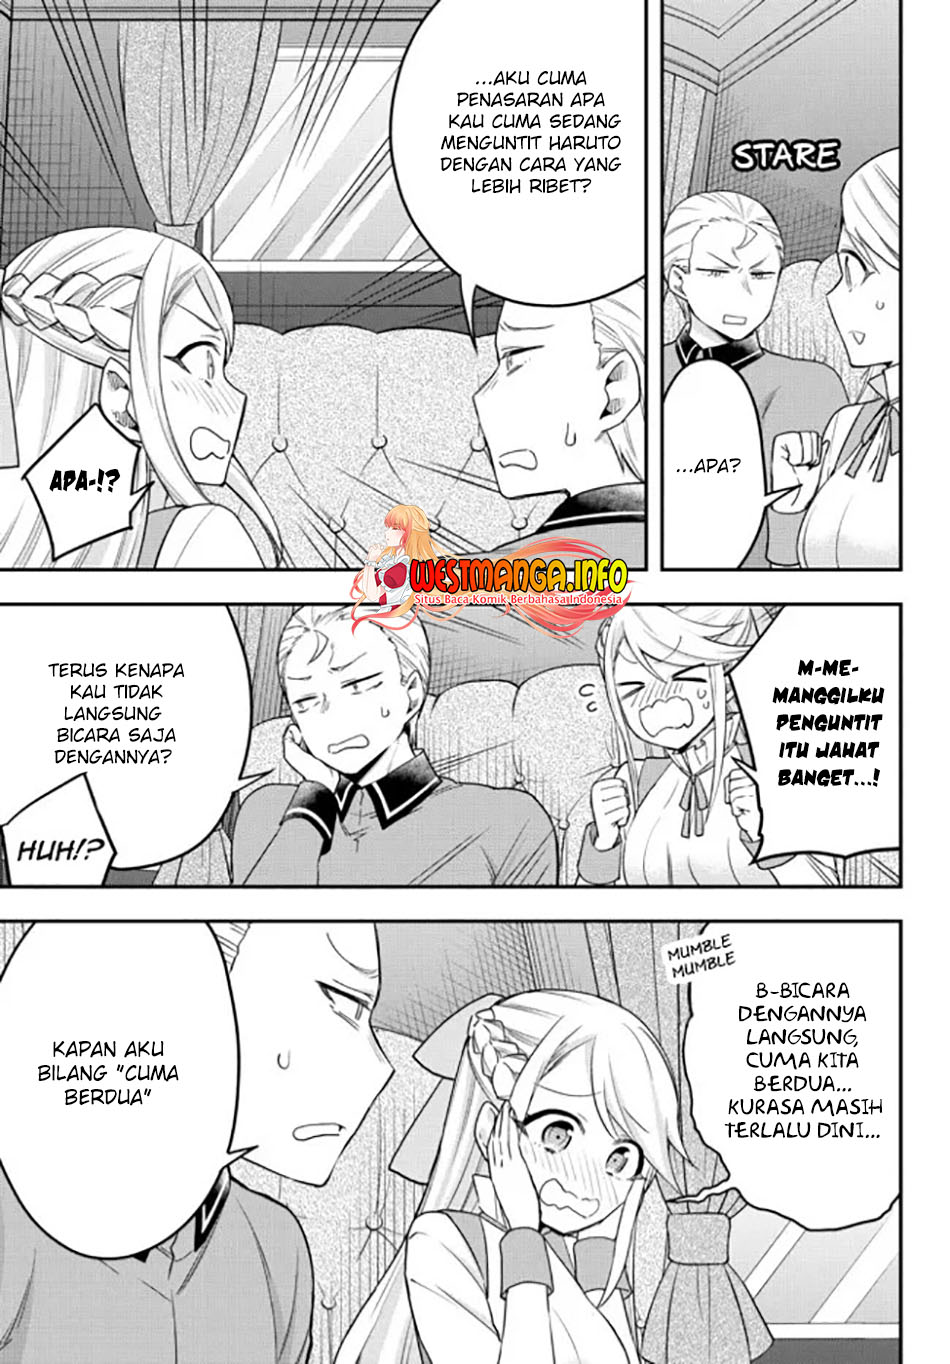 STARE
...APA?
...AKU CUMA
PENASARAN APA
KAU CUMA SEDANG
MENGUNTIT HARUTO
DENGAN CARA YANG
LEBIH RIBET?
APA-!?
WESTMANGA.INFO
Situs Baca Komik Berbahasa Indonesia
M-ME-
MANGGILKU
PENGUNTIT
ITU JAHAT
BANGET...!
TERUS KENAPA
KAU TIDAK
LANGSUNG
BICARA SAJA
DENGANNYA?
HUH!?
MUMBLE
MUMBLE
B-BICARA
DENGANNYA
LANGSUNG,
CUMA KITA
BERDUA...
KURASA MASIH
TERLALU DINI...
KAPAN AKU
BILANG "CUMA
BERDUA"